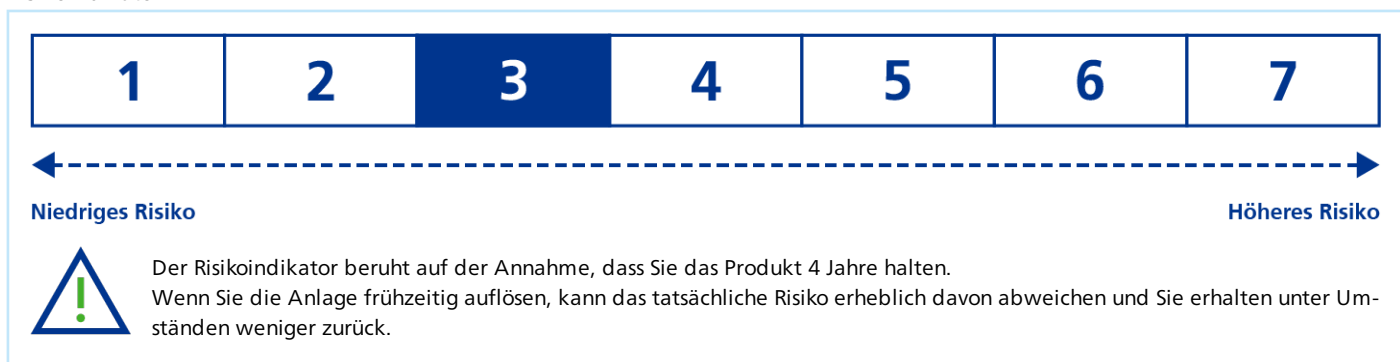 1 2 3 4 5 6 7
Niedriges Risiko Höheres Risiko
Der Risikoindikator beruht auf der Annahme, dass Sie das Produkt 4 Jahre halten.
Wenn Sie die Anlage frühzeitig auflösen, kann das tatsächliche Risiko erheblich davon abweichen und Sie erhalten unter Um-
ständen weniger zurück.